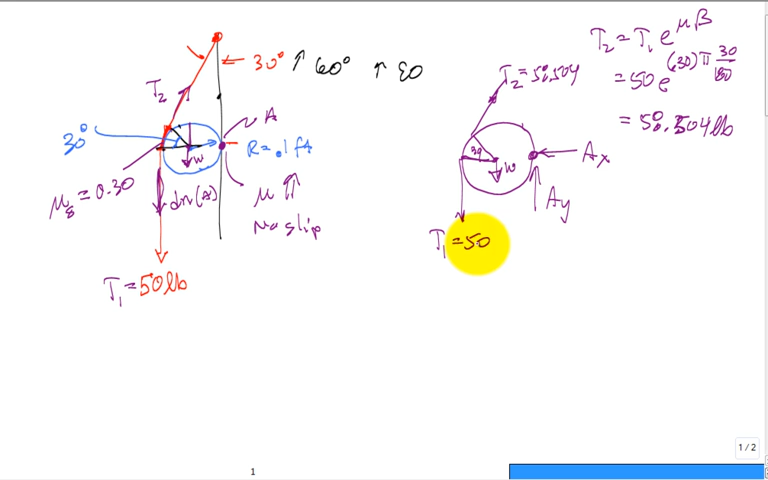 30° ↑ 60° ↑ 80
T₂
A
30°
W
R = .1 ft
μs = 0.30
dn(A)
μ ⇑
No slip
T₁ = 50 lb
T₂ = 58.504
30
W
Ax
Ay
T₁ = 50
T₂ = T₁ e^μβ
= 50 e^(.30) π 30/180
= 58.504 lb
1 / 2
1